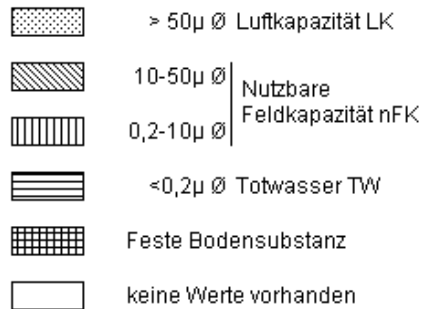 > 50µ Ø Luftkapazität LK
10-50µ Ø
Nutzbare
Feldkapazität nFK
0,2-10µ Ø
<0,2µ Ø Totwasser TW
Feste Bodensubstanz
keine Werte vorhanden